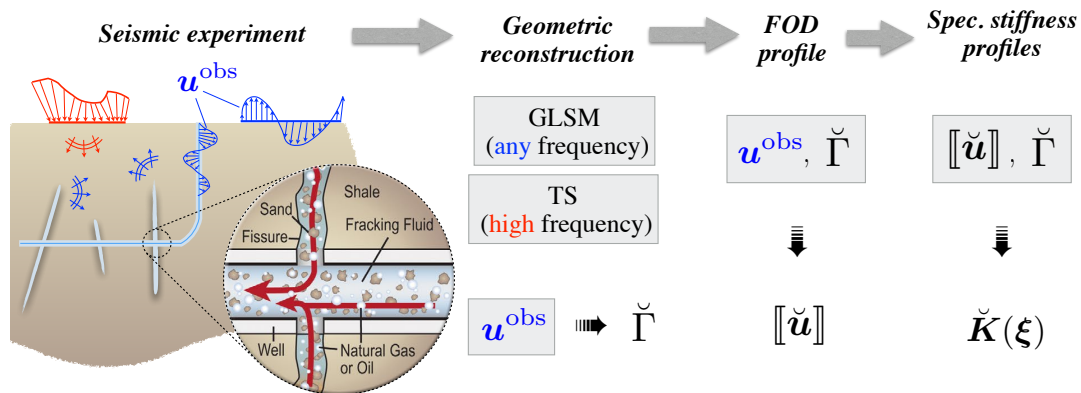 Seismic experiment
Geometric
reconstruction
FOD
profile
Spec. stiffness
profiles
u^obs
GLSM
(any frequency)
TS
(high frequency)
u^obs
Γ̆
u^obs, Γ̆
⟦ŭ⟧
⟦ŭ⟧, Γ̆
K̆(ξ)
Shale
Sand
Fracking Fluid
Fissure
Well
Natural Gas
or Oil